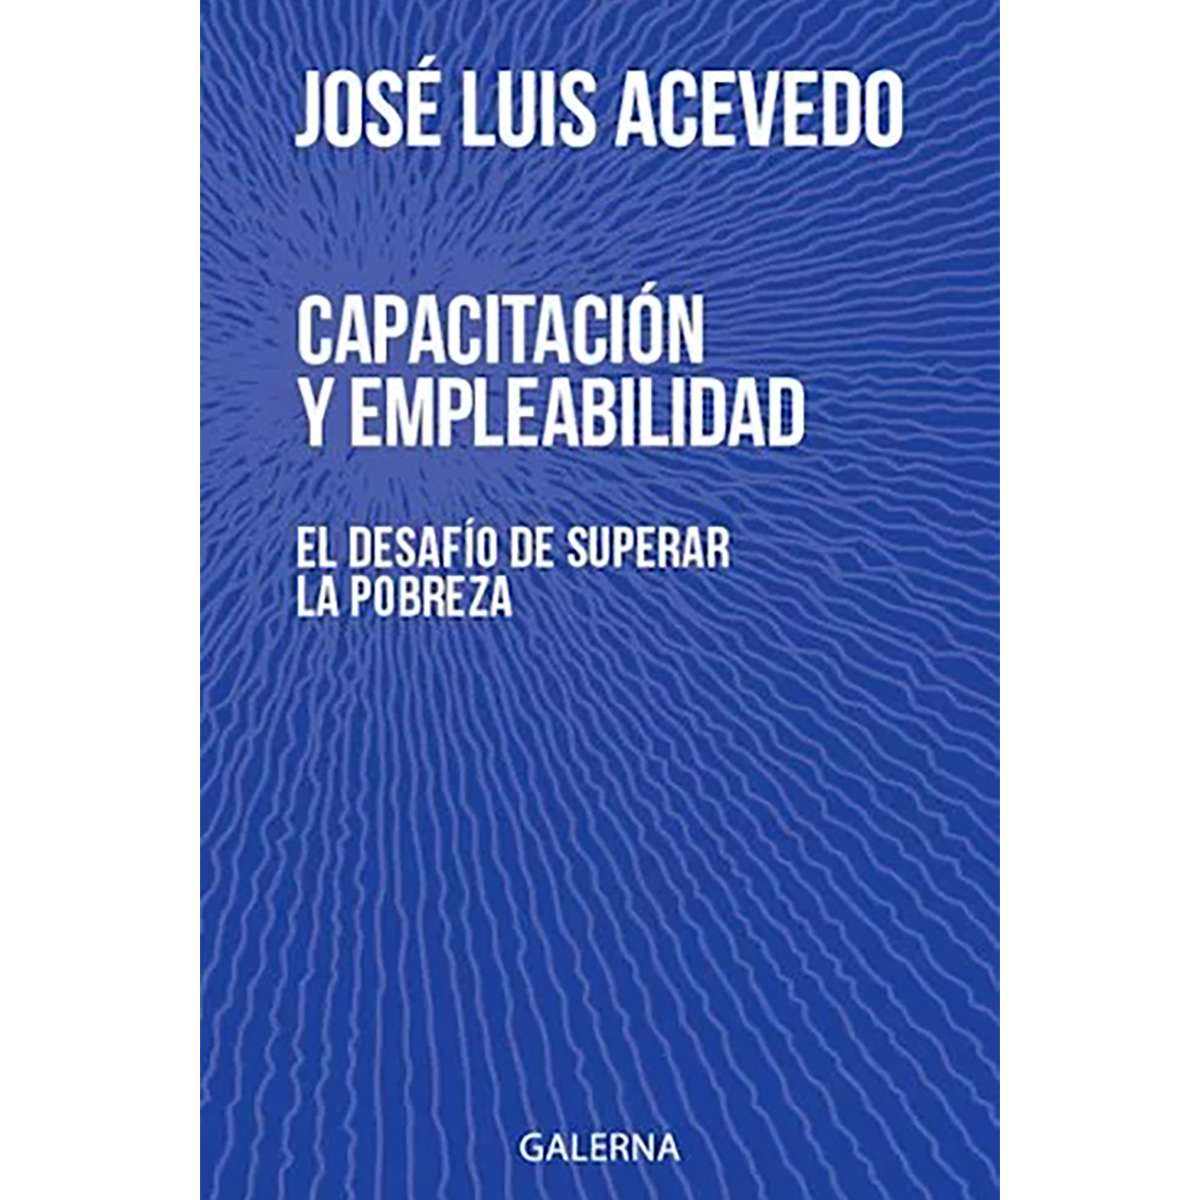 JOSÉ LUIS ACEVEDO
CAPACITACIÓN
Y EMPLEABILIDAD
EL DESAFÍO DE SUPERAR
LA POBREZA
GALERNA